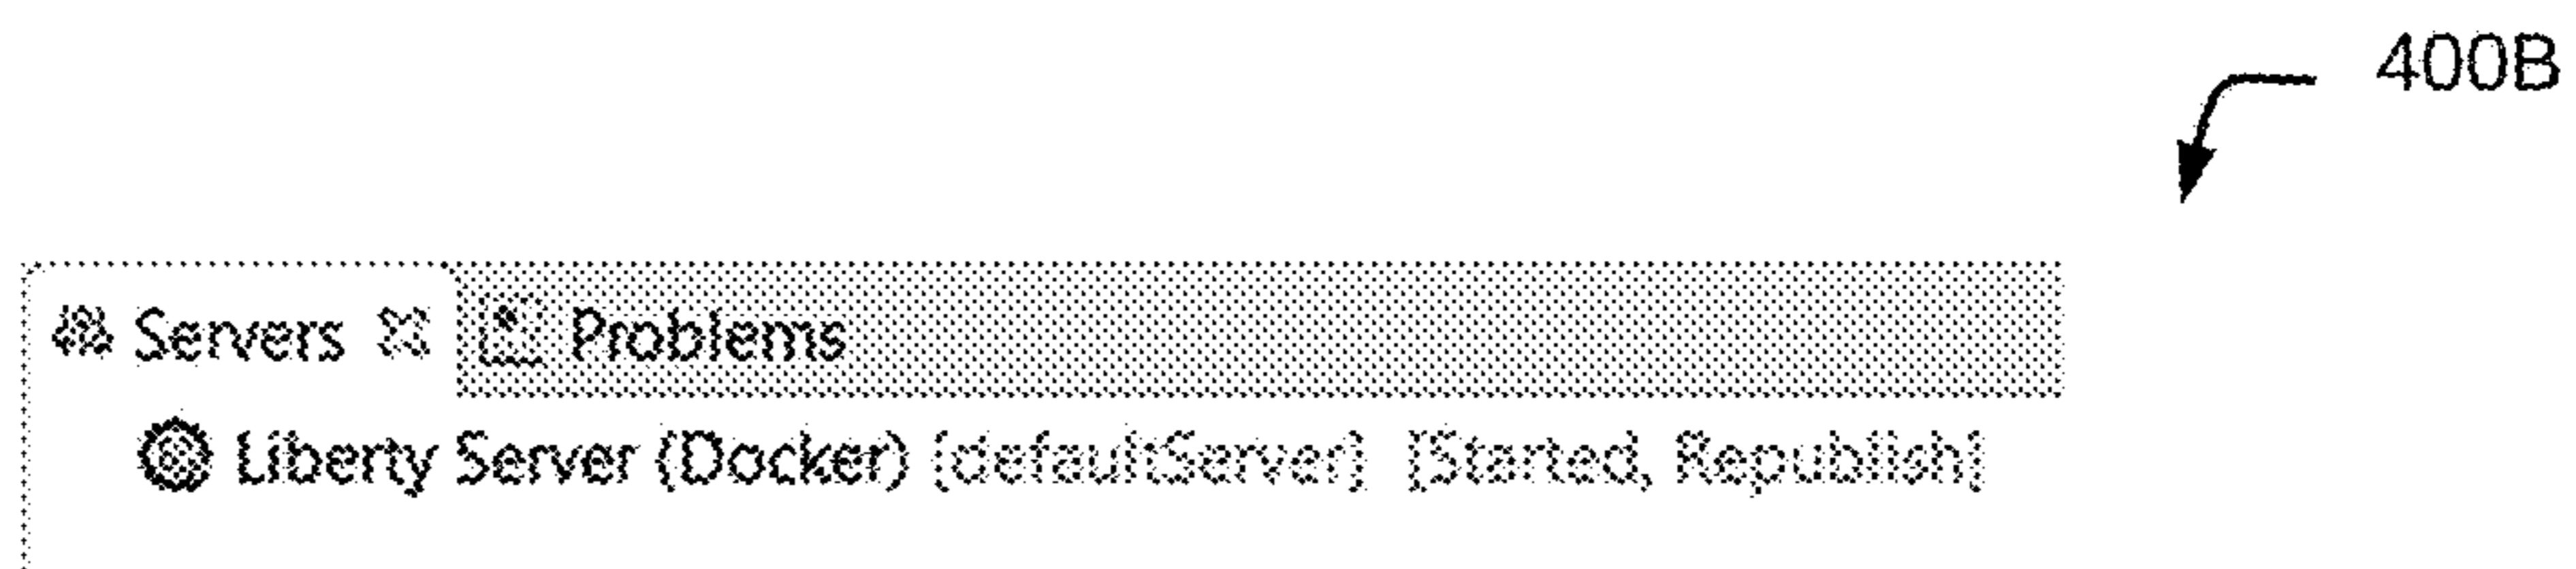 400B
Servers Problems
Liberty Server (Docker) [defaultServer] [Started, Republish]